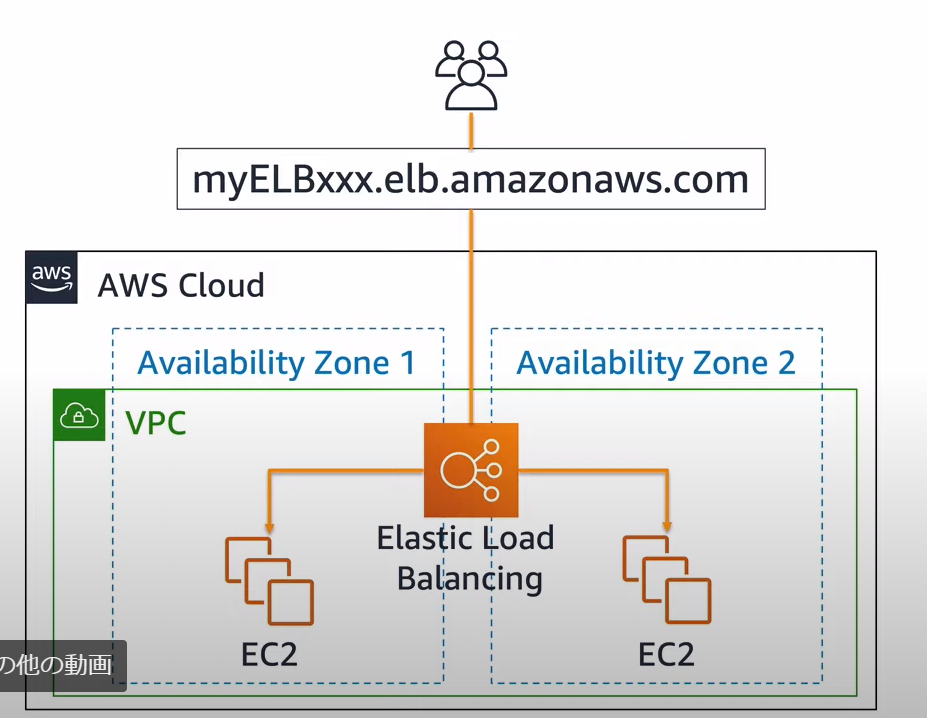 myELBxxx.elb.amazonaws.com
aws
AWS Cloud
Availability Zone 1
Availability Zone 2
VPC
Elastic Load
Balancing
EC2
EC2
の他の動画